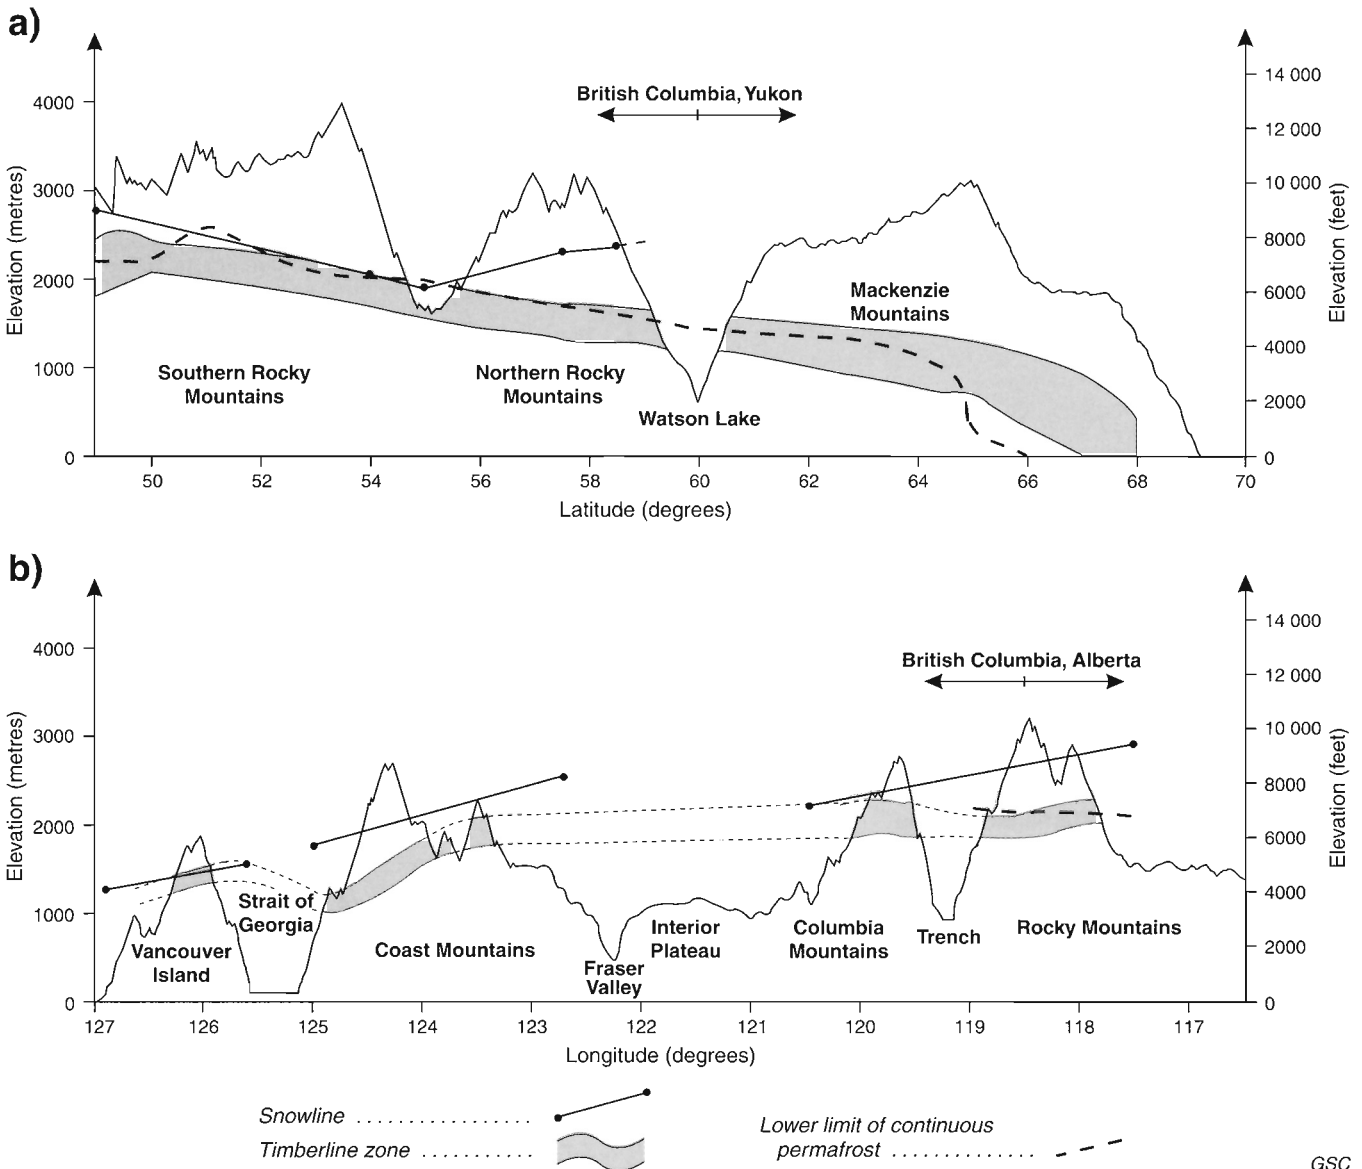 a)
British Columbia, Yukon
Elevation (metres)
4000
3000
2000
1000
0
14 000
12 000
10 000
8000
6000
4000
2000
0
Elevation (feet)
Mackenzie
Mountains
Southern Rocky
Mountains
Northern Rocky
Mountains
Watson Lake
50
52
54
56
58
60
62
64
66
68
70
Latitude (degrees)
b)
British Columbia, Alberta
Elevation (metres)
4000
3000
2000
1000
0
14 000
12 000
10 000
8000
6000
4000
2000
0
Elevation (feet)
Vancouver
Island
Strait of
Georgia
Coast Mountains
Fraser
Valley
Interior
Plateau
Columbia
Mountains
Trench
Rocky Mountains
127
126
125
124
123
122
121
120
119
118
117
Longitude (degrees)
Snowline ................
Timberline zone ..........
Lower limit of continuous
permafrost .............
GSC